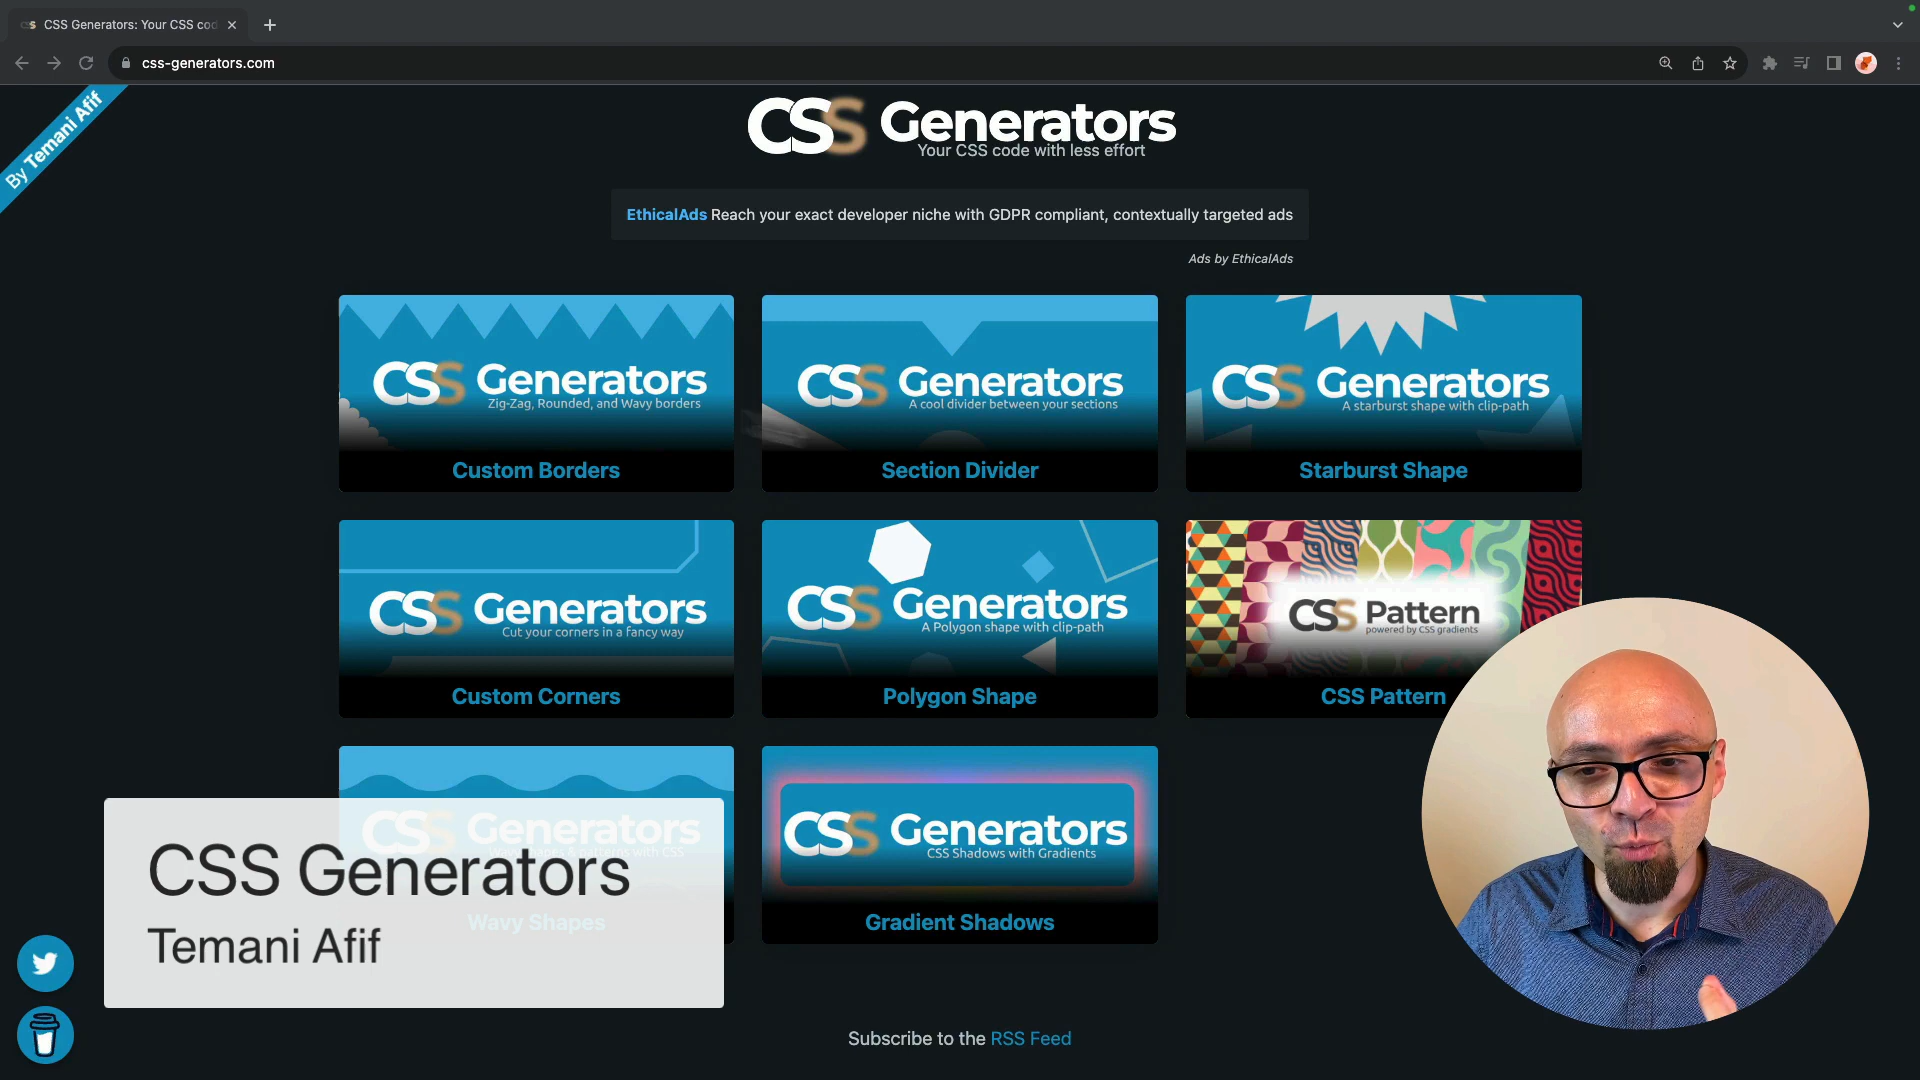 CSS Generators: Your CSS cod
css-generators.com
By Temani Afif
CSS Generators
Your CSS code with less effort
EthicalAds Reach your exact developer niche with GDPR compliant, contextually targeted ads
Ads by EthicalAds
CSS Generators
Zig-Zag, Rounded, and Wavy borders
Custom Borders
CSS Generators
A cool divider between your sections
Section Divider
CSS Generators
A starburst shape with clip-path
Starburst Shape
CSS Generators
Cut your corners in a fancy way
Custom Corners
CSS Generators
A Polygon shape with clip-path
Polygon Shape
CSS Pattern
powered by CSS gradients
CSS Pattern
CSS Generators
Wavy Shapes
CSS Generators
CSS Shadows with Gradients
Gradient Shadows
CSS Generators
Temani Afif
Subscribe to the RSS Feed